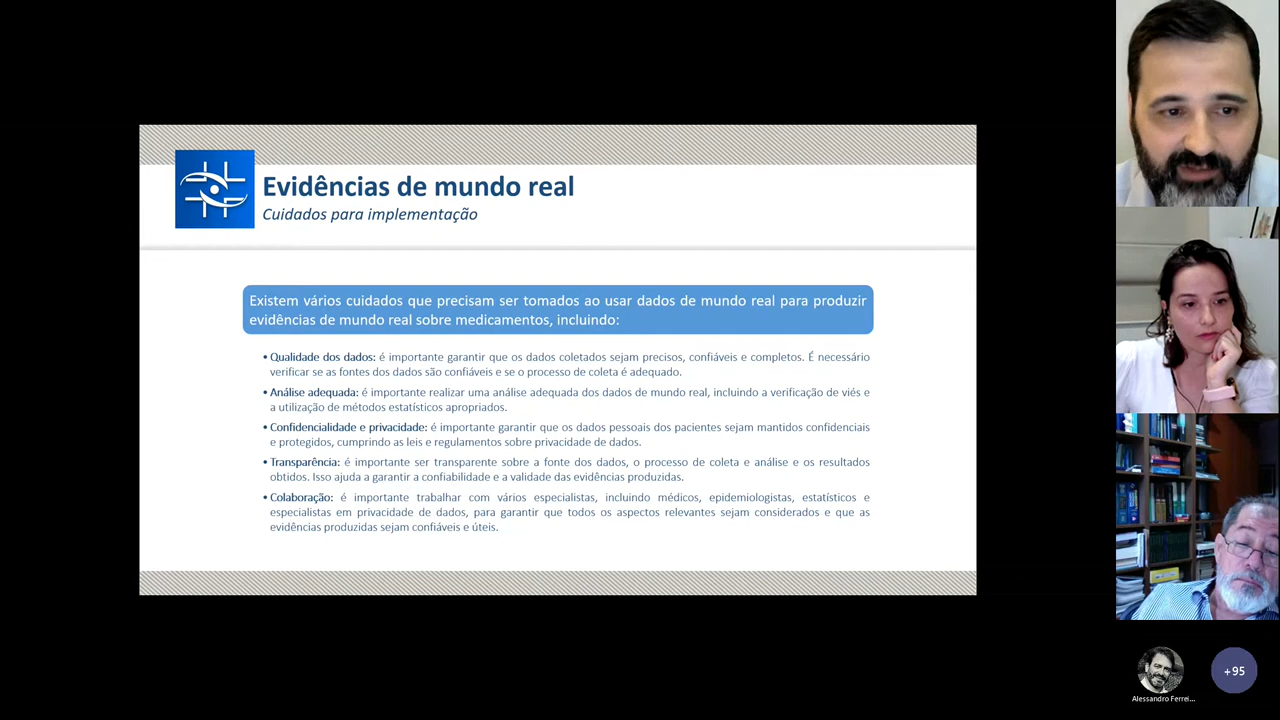 Evidências de mundo real
Cuidados para implementação
Existem vários cuidados que precisam ser tomados ao usar dados de mundo real para produzir
evidências de mundo real sobre medicamentos, incluindo:
• Qualidade dos dados: é importante garantir que os dados coletados sejam precisos, confiáveis e completos. É necessário
verificar se as fontes dos dados são confiáveis e se o processo de coleta é adequado.
• Análise adequada: é importante realizar uma análise adequada dos dados de mundo real, incluindo a verificação de viés e
a utilização de métodos estatísticos apropriados.
• Confidencialidade e privacidade: é importante garantir que os dados pessoais dos pacientes sejam mantidos confidenciais
e protegidos, cumprindo as leis e regulamentos sobre privacidade de dados.
• Transparência: é importante ser transparente sobre a fonte dos dados, o processo de coleta e análise e os resultados
obtidos. Isso ajuda a garantir a confiabilidade e a validade das evidências produzidas.
• Colaboração: é importante trabalhar com vários especialistas, incluindo médicos, epidemiologistas, estatísticos e
especialistas em privacidade de dados, para garantir que todos os aspectos relevantes sejam considerados e que as
evidências produzidas sejam confiáveis e úteis.
Alessandro Ferrei...
+95